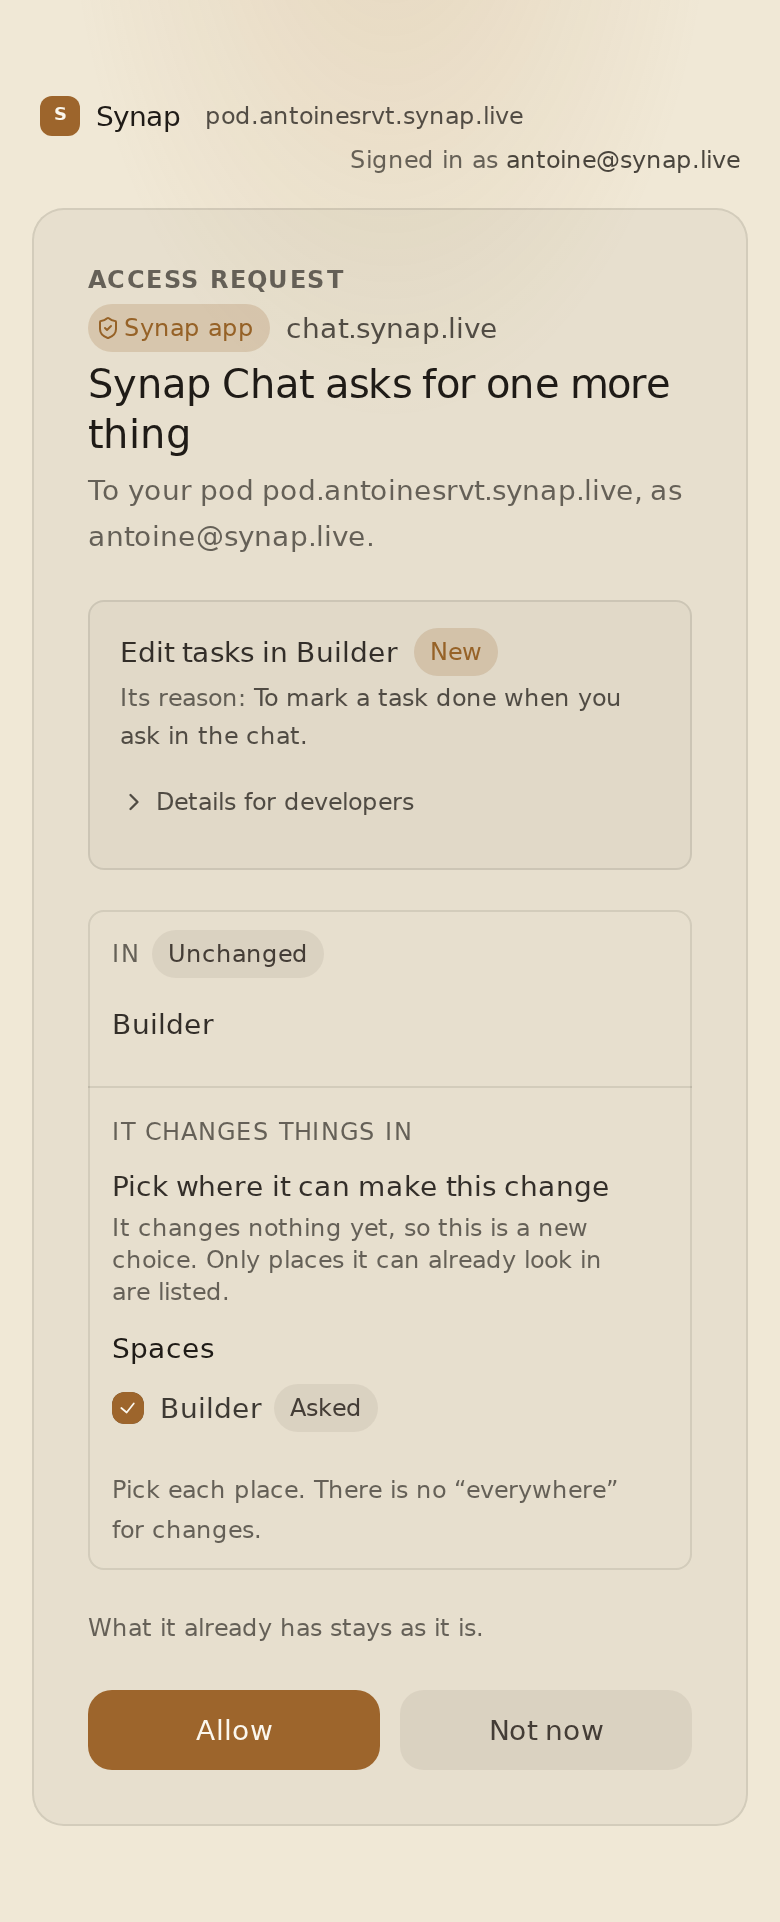 S Synap pod.antoinesrvt.synap.live
Signed in as antoine@synap.live
ACCESS REQUEST
Synap app chat.synap.live
Synap Chat asks for one more
thing
To your pod pod.antoinesrvt.synap.live, as
antoine@synap.live.
Edit tasks in Builder New
Its reason: To mark a task done when you
ask in the chat.
Details for developers
IN Unchanged
Builder
IT CHANGES THINGS IN
Pick where it can make this change
It changes nothing yet, so this is a new
choice. Only places it can already look in
are listed.
Spaces
Builder Asked
Pick each place. There is no “everywhere”
for changes.
What it already has stays as it is.
Allow Not now